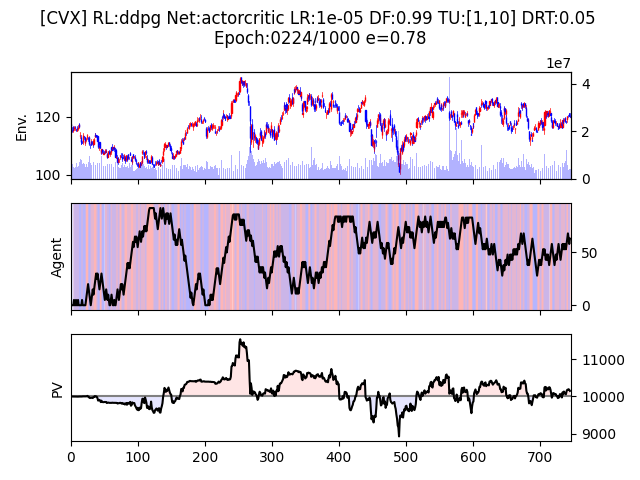 [CVX] RL:ddpg Net:actorcritic LR:1e-05 DF:0.99 TU:[1,10] DRT:0.05
Epoch:0224/1000 e=0.78
1e7
Env.
120
100
4
2
0
Agent
50
0
PV
11000
10000
9000
0 100 200 300 400 500 600 700